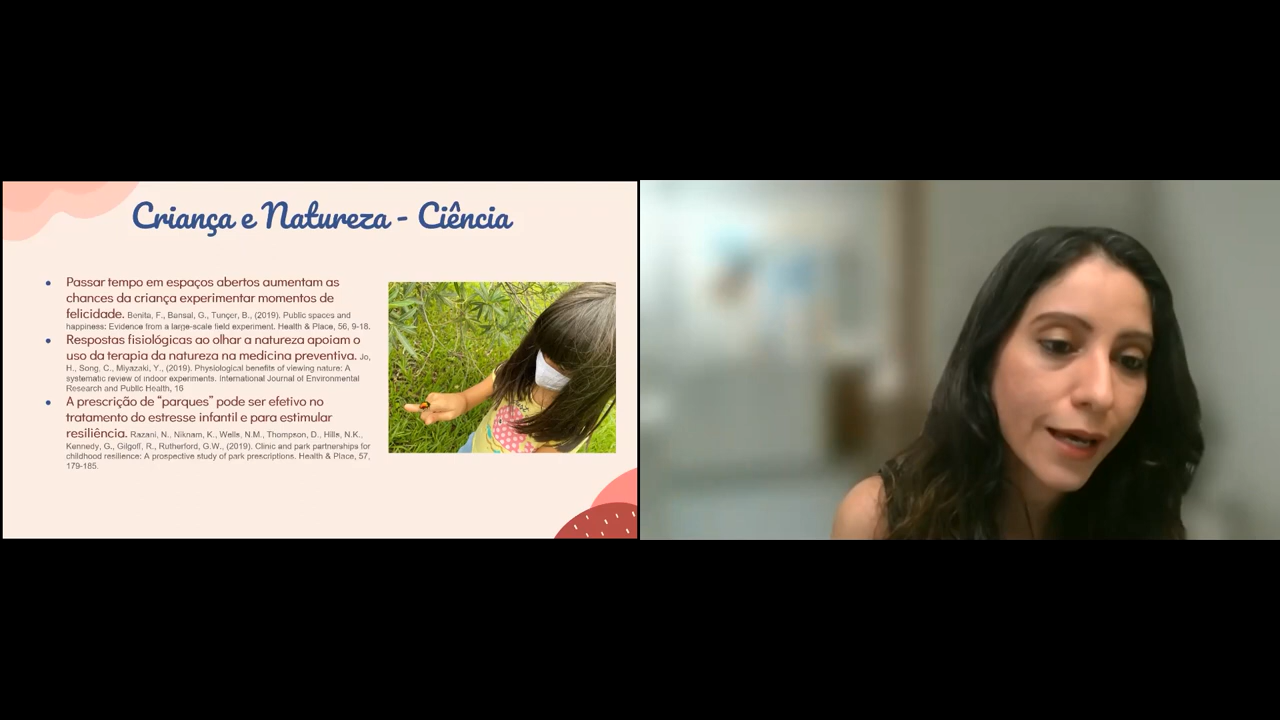 Criança e Natureza - Ciência
• Passar tempo em espaços abertos aumentam as
chances da criança experimentar momentos de
felicidade. Benita, F., Bansal, G., Tunçer, B., (2019). Public spaces and
happiness: Evidence from a large-scale field experiment. Health & Place, 56, 9-18.
• Respostas fisiológicas ao olhar a natureza apoiam o
uso da terapia da natureza na medicina preventiva. Jo,
H., Song, C., Miyazaki, Y., (2019). Physiological benefits of viewing nature: A
systematic review of indoor experiments. International Journal of Environmental
Research and Public Health, 16
• A prescrição de “parques” pode ser efetivo no
tratamento do estresse infantil e para estimular
resiliência. Razani, N., Niknam, K., Wells, N.M., Thompson, D., Hills, N.K.,
Kennedy, G., Gilgoff, R., Rutherford, G.W., (2019). Clinic and park partnerships for
childhood resilience: A prospective study of park prescriptions. Health & Place, 57,
179-185.